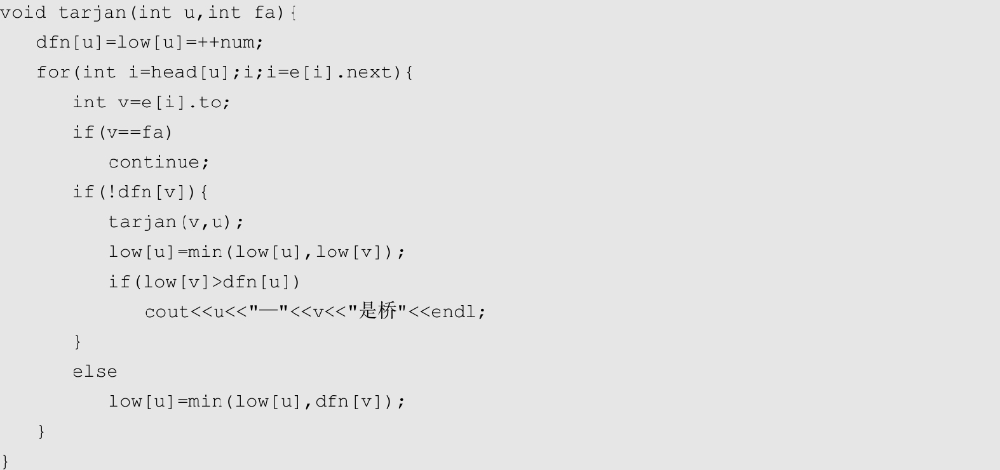 void tarjan(int u,int fa){
dfn[u]=low[u]=++num;
for(int i=head[u];i;i=e[i].next){
int v=e[i].to;
if(v==fa)
continue;
if(!dfn[v]){
tarjan(v,u);
low[u]=min(low[u],low[v]);
if(low[v]>dfn[u])
cout<<u<<"—"<<v<<"是桥"<<endl;
}
else
low[u]=min(low[u],dfn[v]);
}
}